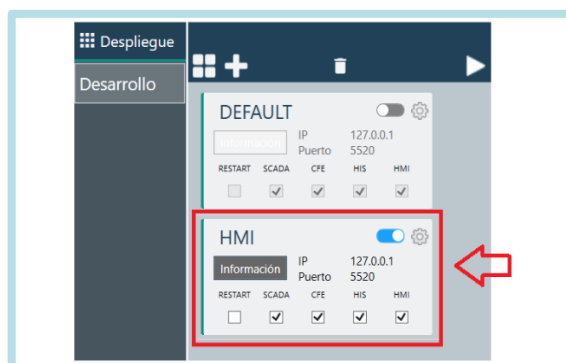 Despliegue
Desarrollo
DEFAULT
Información
IP 127.0.0.1
Puerto 5520
RESTART SCADA CFE HIS HMI
HMI
Información
IP 127.0.0.1
Puerto 5520
RESTART SCADA CFE HIS HMI